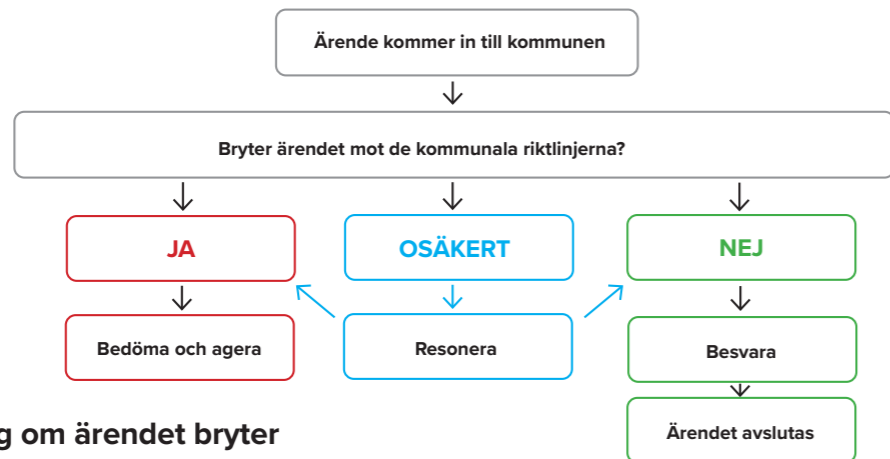 Ärende kommer in till kommunen
Bryter ärendet mot de kommunala riktlinjerna?
JA
OSÄKERT
NEJ
Bedöma och agera
Resonera
Besvara
Ärendet avslutas
g om ärendet bryter